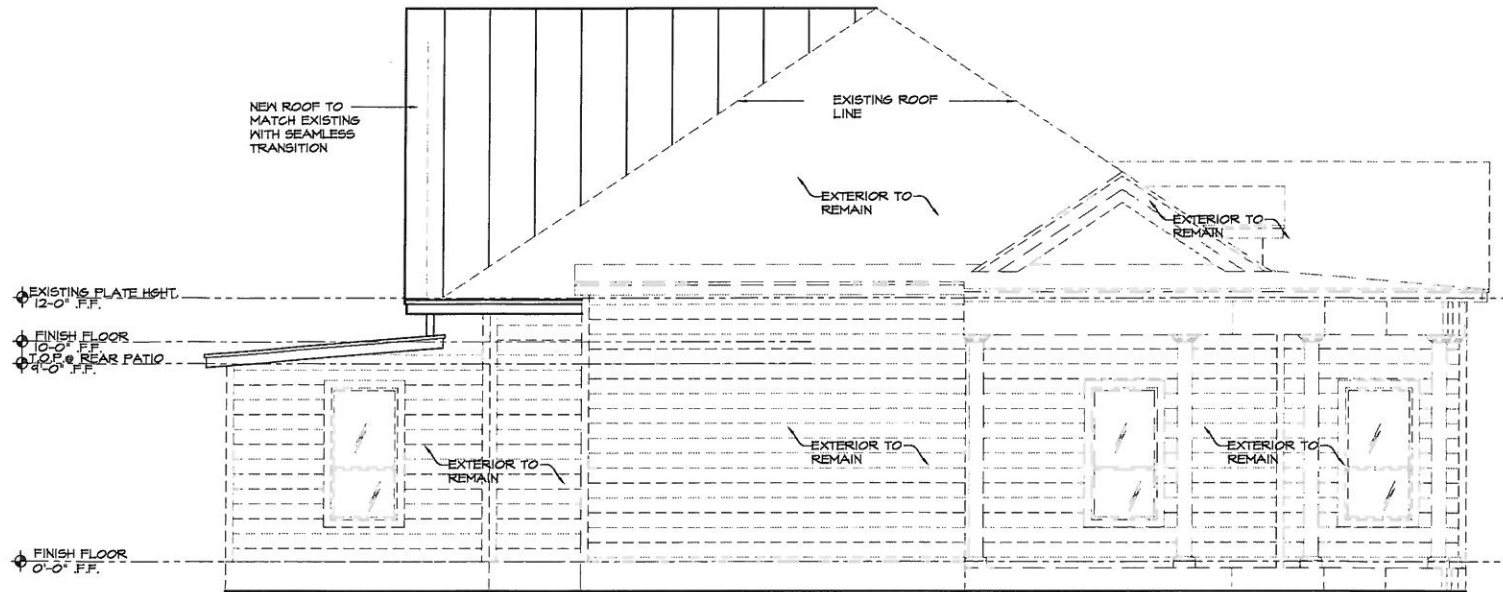 NEW ROOF TO
MATCH EXISTING
WITH SEAMLESS
TRANSITION
EXISTING ROOF
LINE
EXTERIOR TO
REMAIN
EXTERIOR TO
REMAIN
EXISTING PLATE HGHT.
12'-0" F.F.
FINISH FLOOR
10'-0" F.F.
T.O.P.@ REAR PATIO
9'-0" F.F.
EXTERIOR TO
REMAIN
EXTERIOR TO
REMAIN
EXTERIOR TO
REMAIN
FINISH FLOOR
0'-0" F.F.